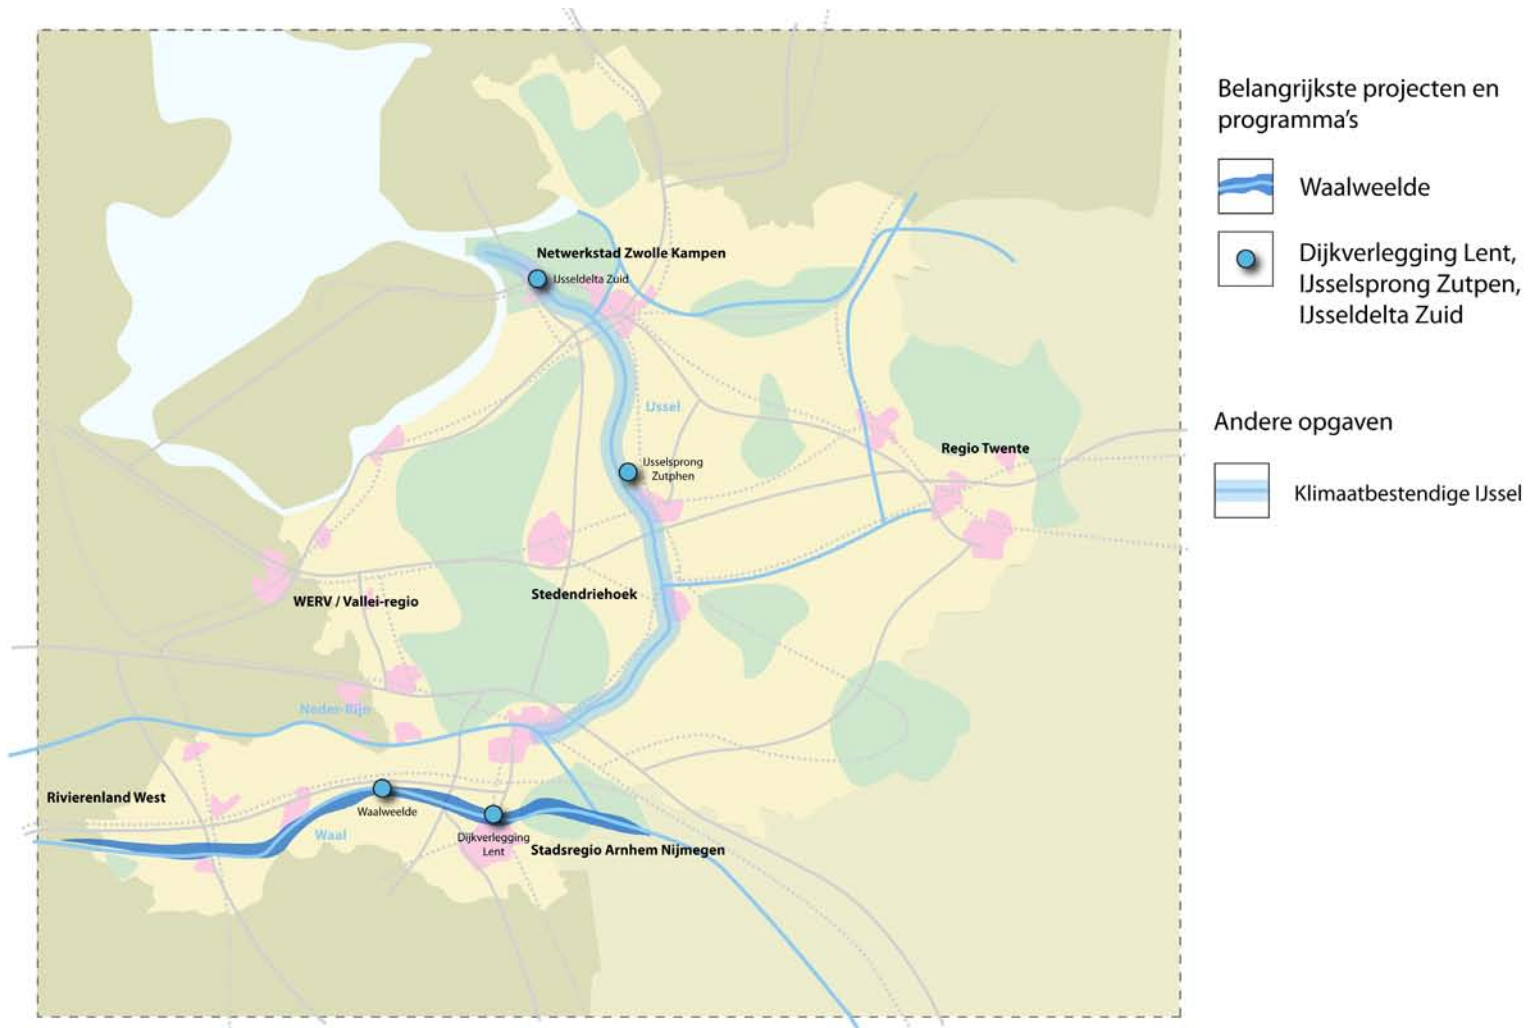 Belangrijkste projecten en
programma's
Waalweelde
Dijkverlegging Lent,
IJsselsprong Zutpen,
IJsseldelta Zuid
Andere opgaven
Klimaatbestendige IJssel
Netwerkstad Zwolle Kampen
IJsseldelta Zuid
IJssel
IJsselsprong
Zutphen
Regio Twente
Stedendriehoek
WERV / Vallei-regio
Neder-Rijn
Rivierenland West
Waalweelde
Waal
Dijkverlegging
Lent
Stadsregio Arnhem Nijmegen